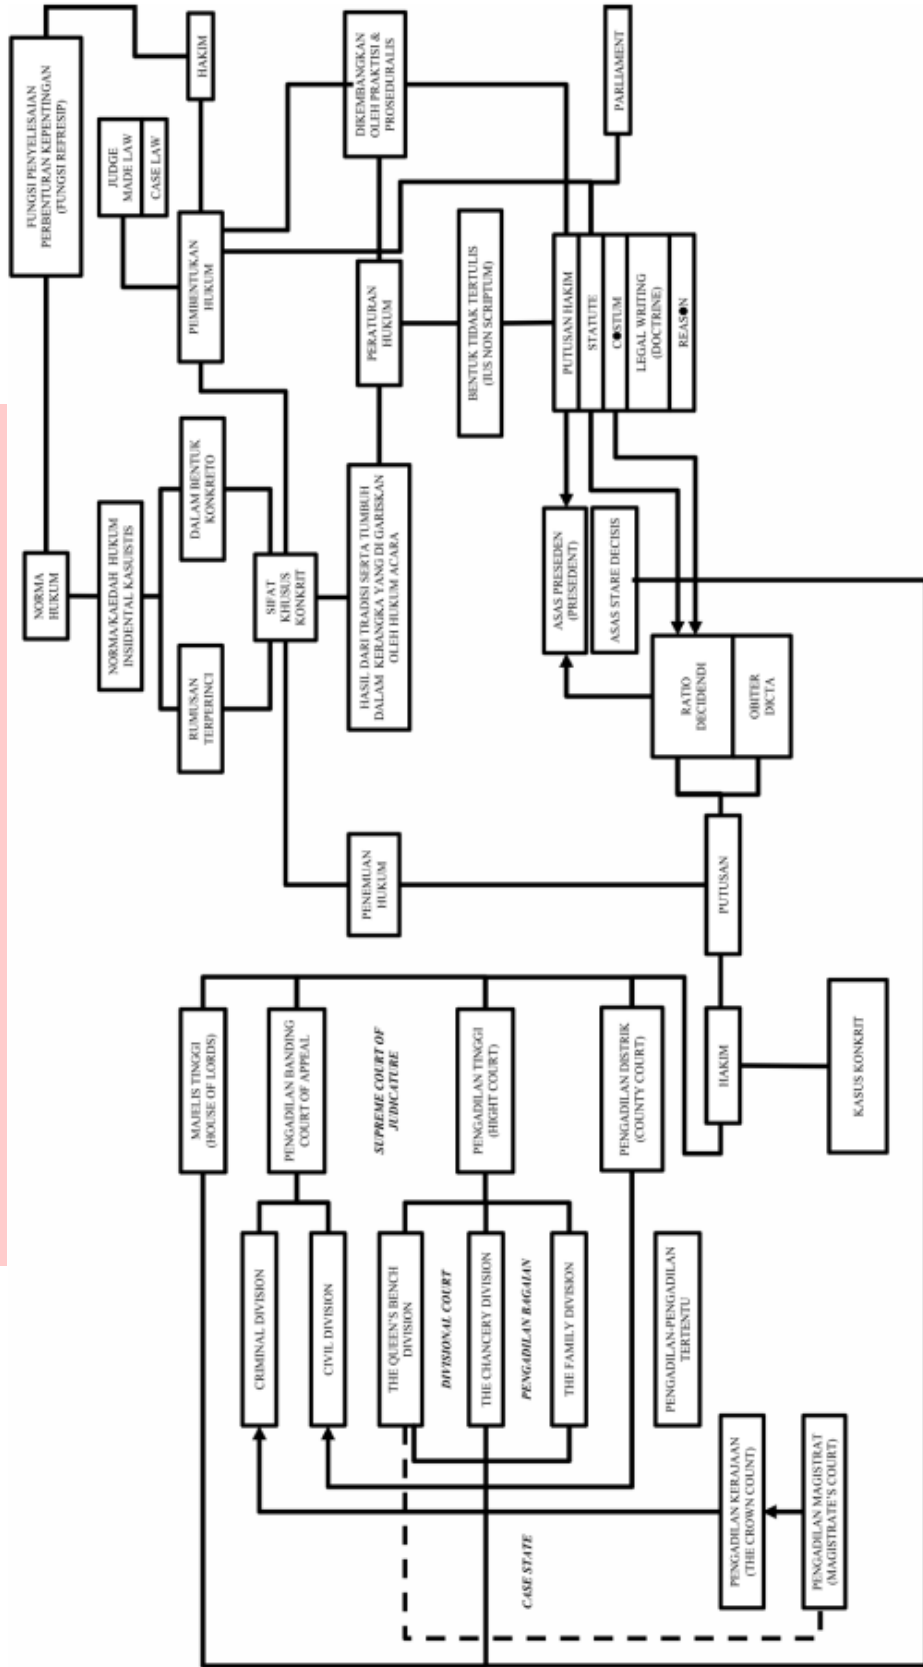 FUNGSI PENYELESAIAN
PERBENTURAN KEPENTINGAN
(FUNGSI REFRESIP)
HAKIM
JUDGE
MADE LAW
CASE LAW
PEMBENTUKAN
HUKUM
DIKEMBANGKAN
OLEH PRAKTISI &
PROSEDURALIS
PARLIAMENT
NORMA
HUKUM
NORMA/KAEDAH HUKUM
INSIDENTAL KASUISTIS
DALAM BENTUK
KONKRETO
RUMUSAN
TERPERINCI
SIFAT
KHUSUS
KONKRIT
PERATURAN
HUKUM
HASIL DARI TRADISI SERTA TUMBUH
DALAM KERANGKA YANG DI GARISKAN
OLEH HUKUM ACARA
BENTUK TIDAK TERTULIS
(IUS NON SCRIPTUM)
PUTUSAN HAKIM
STATUTE
COSTUM
LEGAL WRITING
(DOCTRINE)
REASON
ASAS PRESEDEN
(PRESEDENT)
ASAS STARE DECISIS
RATIO
DECIDENDI
OBITER
DICTA
PENEMUAN
HUKUM
PUTUSAN
HAKIM
KASUS KONKRIT
MAJELIS TINGGI
(HOUSE OF LORDS)
PENGADILAN BANDING
COURT OF APPEAL
SUPREME COURT OF
JUDICATURE
PENGADILAN TINGGI
(HIGHT COURT)
PENGADILAN DISTRIK
(COUNTY COURT)
CRIMINAL DIVISION
CIVIL DIVISION
THE QUEEN'S BENCH
DIVISION
DIVISIONAL COURT
THE CHANCERY DIVISION
PENGADILAN BAGAIAN
THE FAMILY DIVISION
PENGADILAN-PENGADILAN
TERTENTU
CASE STATE
PENGADILAN KERAJAAN
(THE CROWN COUNT)
PENGADILAN MAGISTRAT
(MAGISTRATE'S COURT)